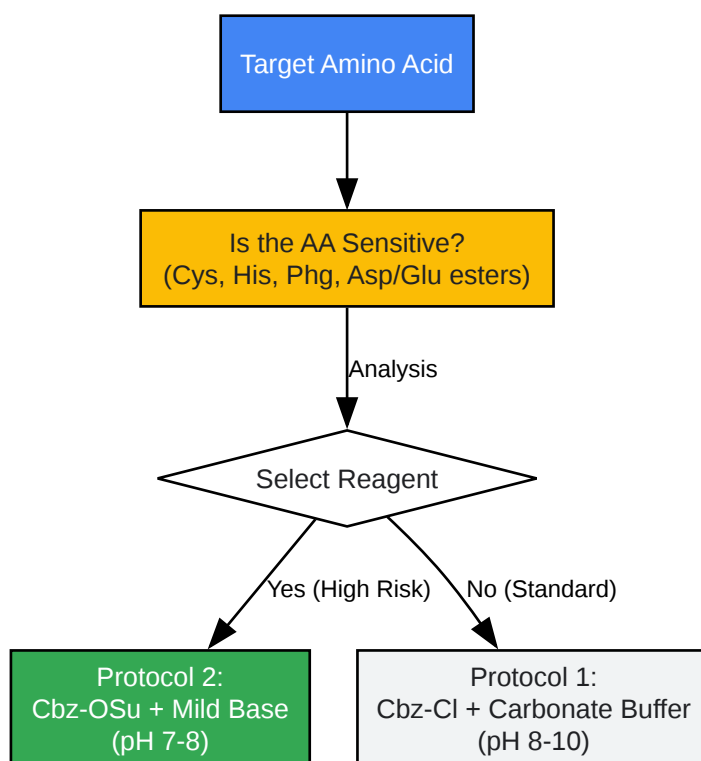 Target Amino Acid
Is the AA Sensitive?
(Cys, His, Phg, Asp/Glu esters)
Analysis
Select Reagent
Yes (High Risk)
No (Standard)
Protocol 2:
Cbz-OSu + Mild Base
(pH 7-8)
Protocol 1:
Cbz-Cl + Carbonate Buffer
(pH 8-10)